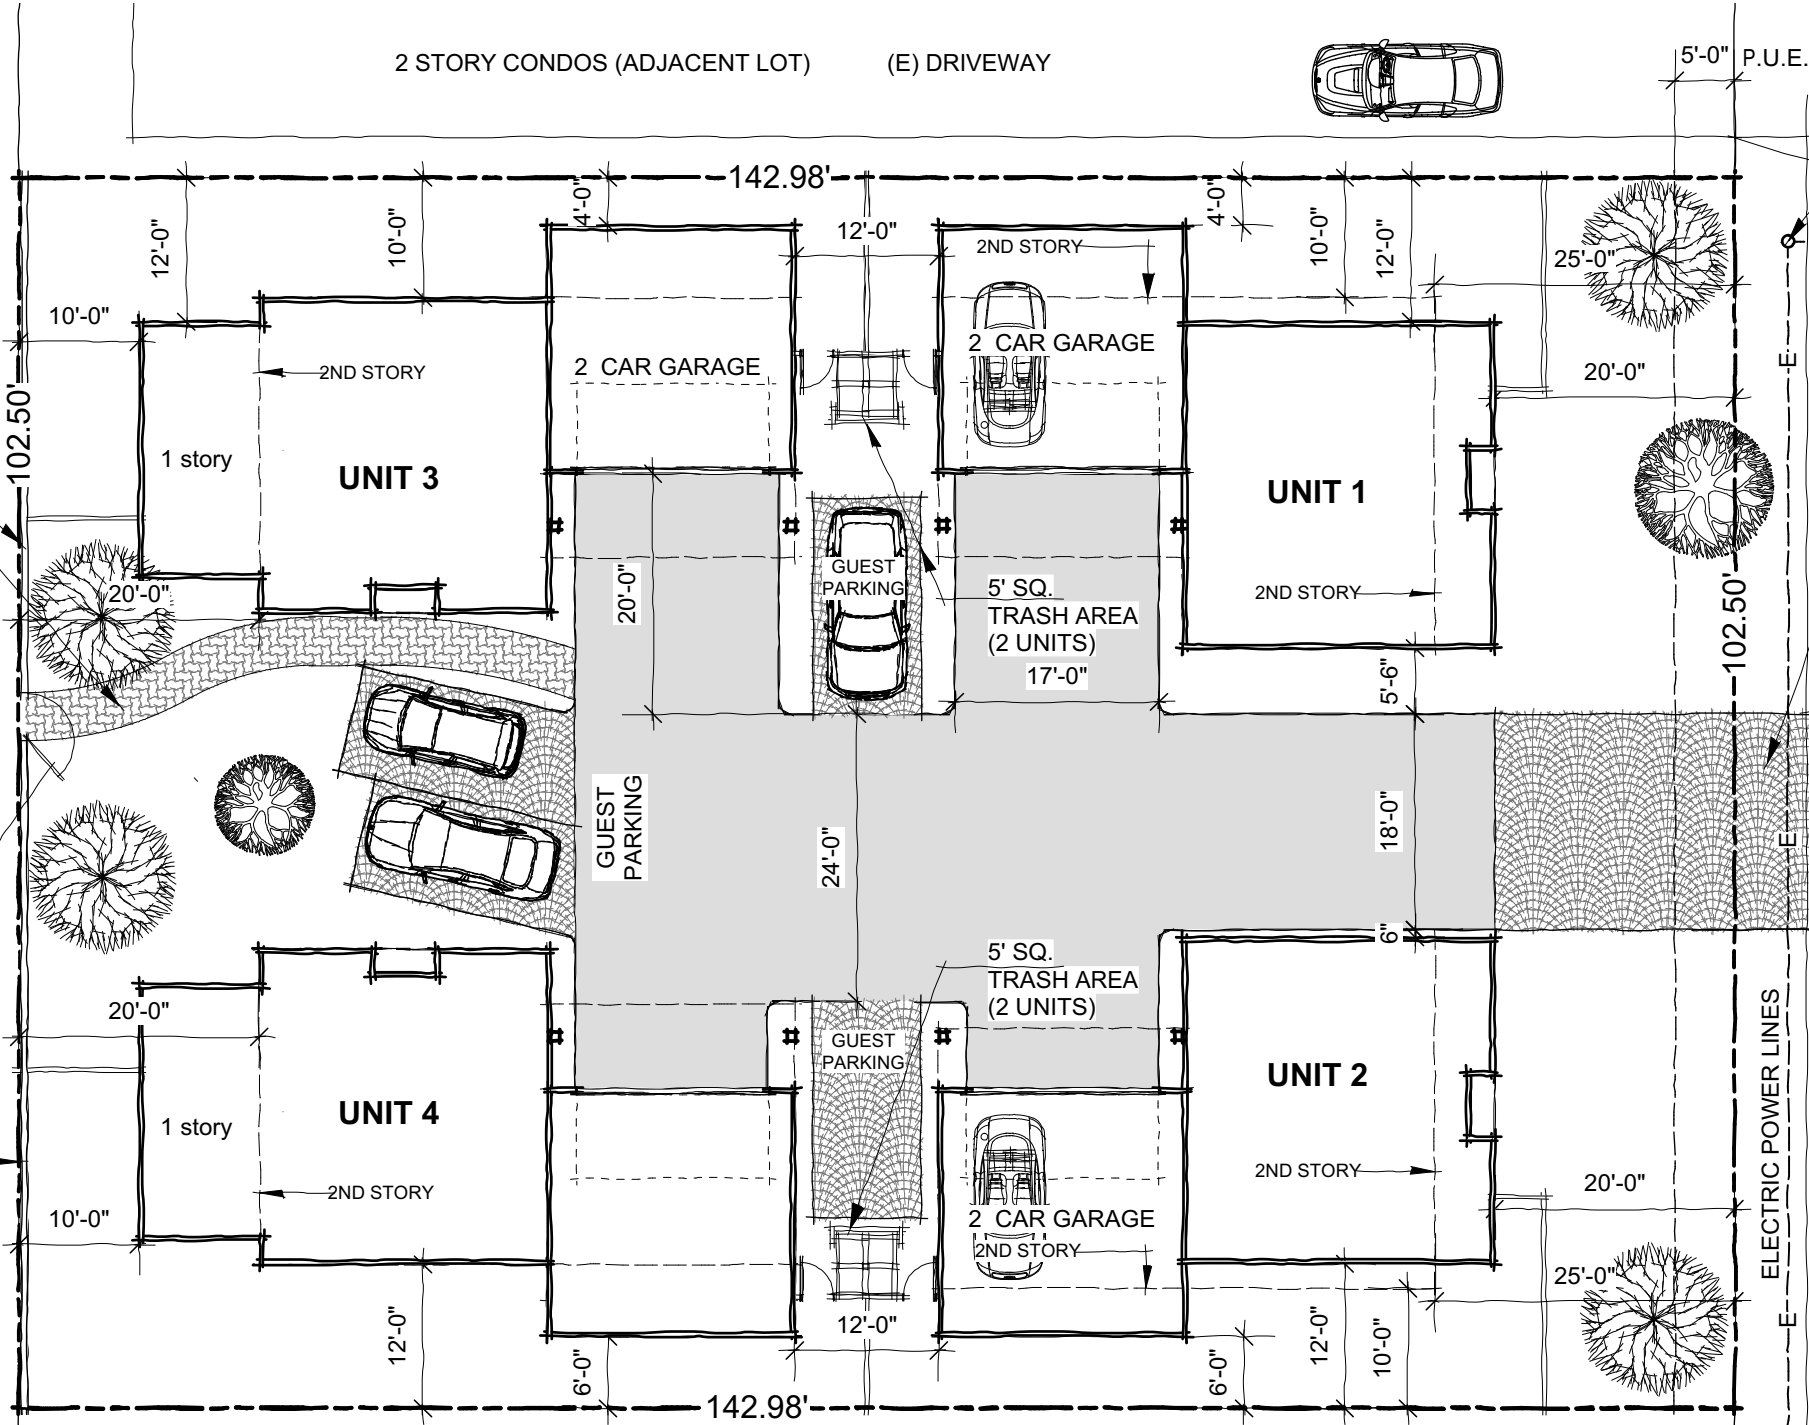 2 STORY CONDOS (ADJACENT LOT)
(E) DRIVEWAY
5'-0"
P.U.E.
142.98'
12'-0"
10'-0"
4'-0"
12'-0"
4'-0"
10'-0"
12'-0"
2ND STORY
25'-0"
10'-0"
2ND STORY
2 CAR GARAGE
2 CAR GARAGE
20'-0"
E
102.50'
1 story
UNIT 3
UNIT 1
20'-0"
20'-0"
GUEST
PARKING
5' SQ.
TRASH AREA
(2 UNITS)
17'-0"
2ND STORY
102.50'
5'-6"
GUEST
PARKING
24'-0"
18'-0"
E
6"
5' SQ.
TRASH AREA
(2 UNITS)
20'-0"
GUEST
PARKING
UNIT 4
UNIT 2
1 story
2ND STORY
2ND STORY
20'-0"
ELECTRIC POWER LINES
10'-0"
2 CAR GARAGE
2ND STORY
25'-0"
12'-0"
6'-0"
12'-0"
6'-0"
12'-0"
10'-0"
E
142.98'